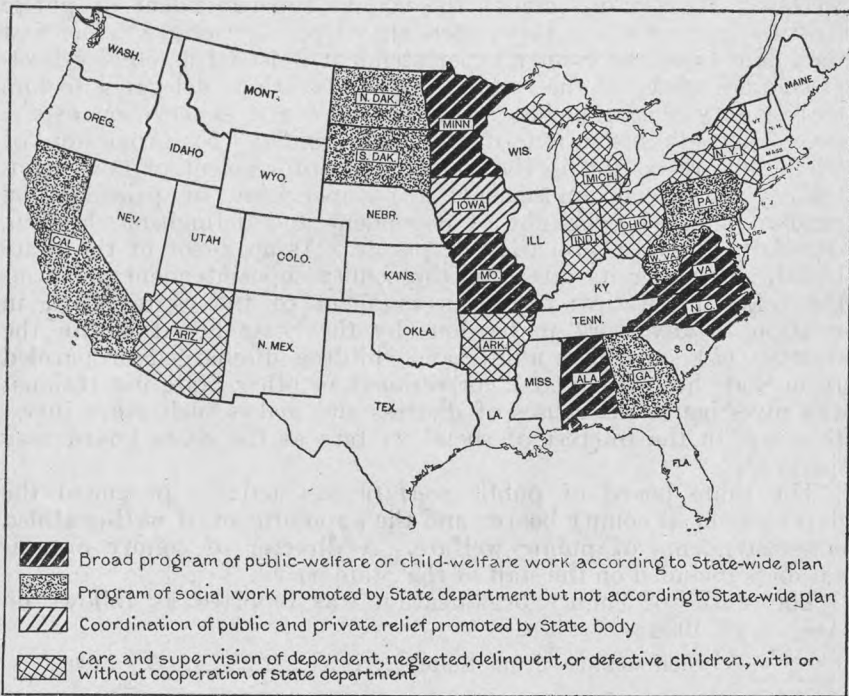 WASH.
MONT.
N. DAK.
MINN
MAINE
OREG.
IDAHO
WYO.
S. DAK.
WIS.
MICH.
N.Y.
VT.
N.H.
MASS
CT.
NEV.
UTAH
COLO.
NEBR.
IOWA
ILL
IND.
OHIO
PA.
N. J.
DEL.
CAL.
KANS.
MO.
KY
W. VA.
VA
ARIZ.
N. MEX.
OKLA.
ARK.
TENN
N. C.
S. C.
TEX.
LA.
MISS.
ALA.
GA.
FLA.
Broad program of public-welfare or child-welfare work according to State-wide plan
Program of social work promoted by State department but not according to State-wide plan
Coordination of public and private relief promoted by State body
Care and supervision of dependent, neglected, delinquent, or defective children, with or
without cooperation of State department